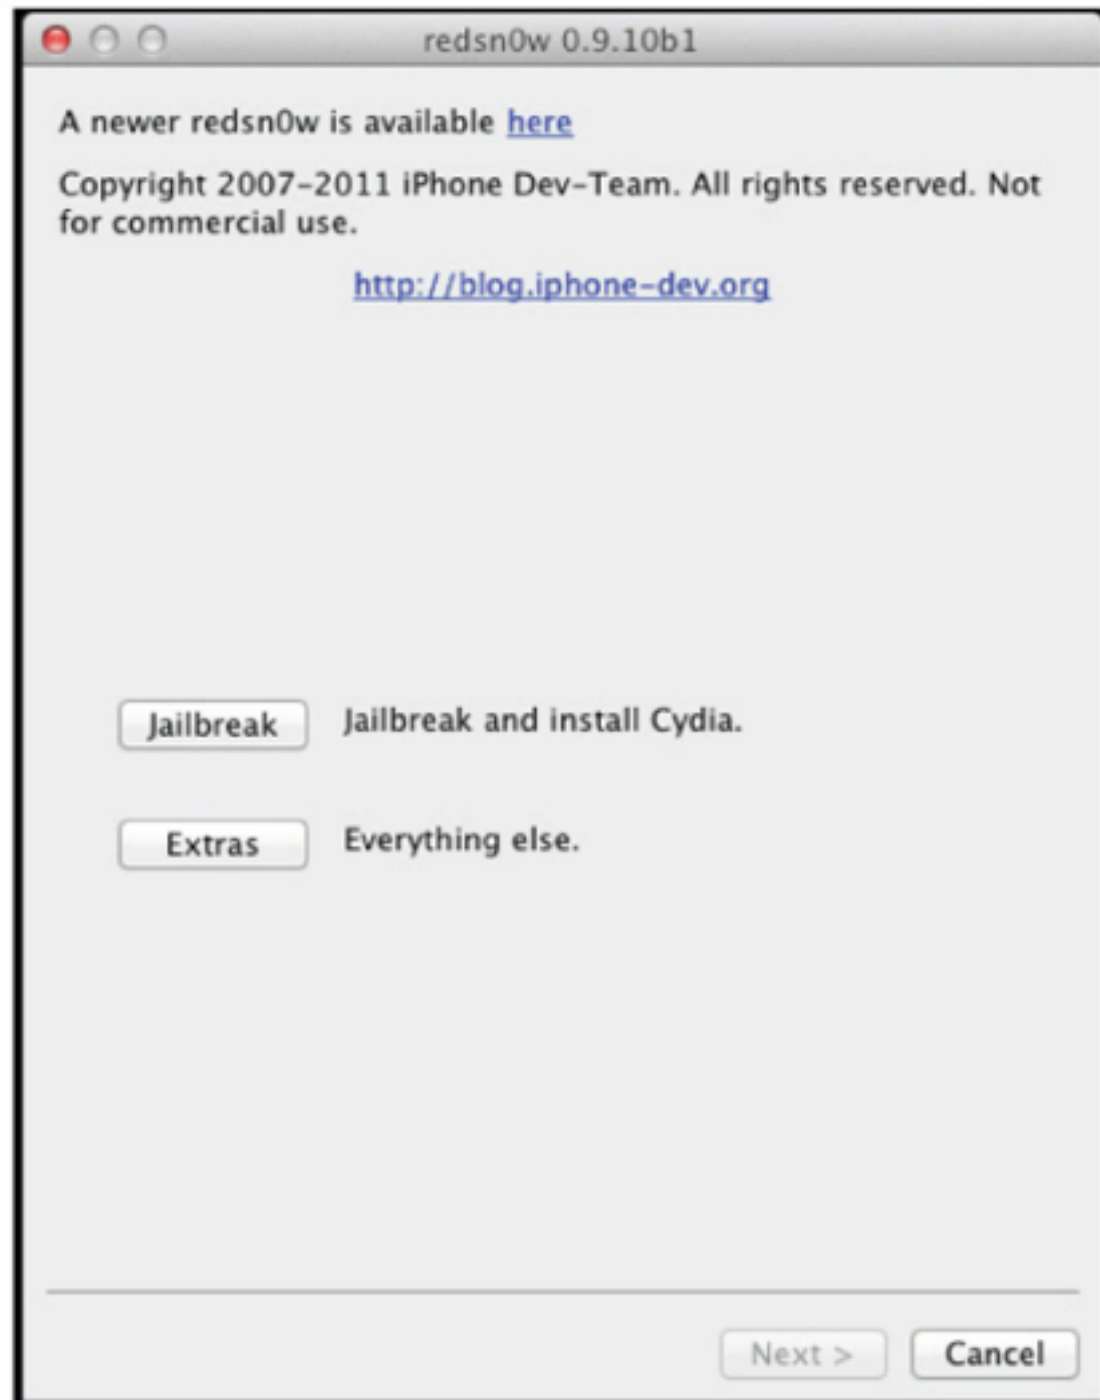 redsn0w 0.9.10b1
A newer redsn0w is available here
Copyright 2007-2011 iPhone Dev-Team. All rights reserved. Not
for commercial use.
http://blog.iphone-dev.org
Jailbreak Jailbreak and install Cydia.
Extras Everything else.
Next > Cancel